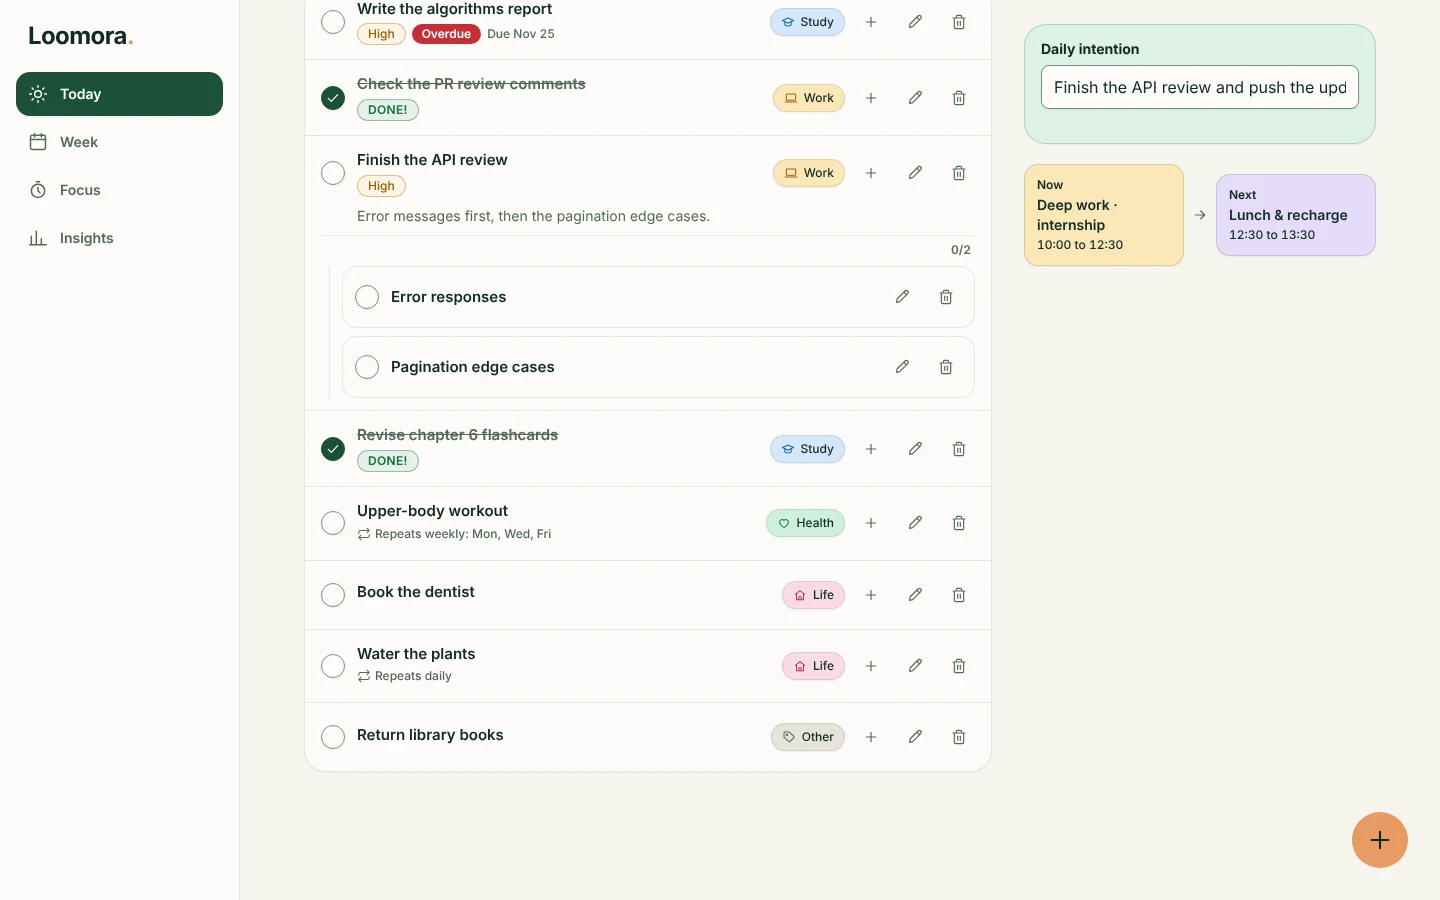 Loomora.
Today
Week
Focus
Insights
Write the algorithms report
High Overdue Due Nov 25
Study
Check the PR review comments
DONE!
Work
Finish the API review
High
Work
Error messages first, then the pagination edge cases.
0/2
Error responses
Pagination edge cases
Revise chapter 6 flashcards
DONE!
Study
Upper-body workout
Repeats weekly: Mon, Wed, Fri
Health
Book the dentist
Life
Water the plants
Repeats daily
Life
Return library books
Other
Daily intention
Finish the API review and push the upd
Now
Deep work ·
internship
10:00 to 12:30
Next
Lunch & recharge
12:30 to 13:30